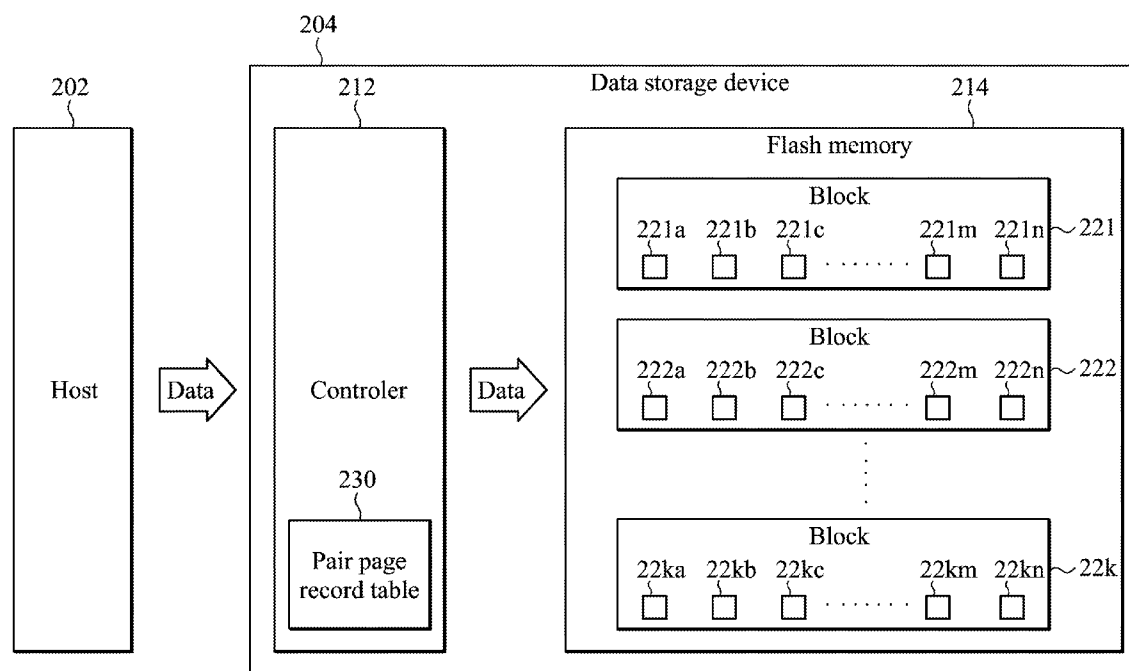 204
202
212
Data storage device
214
Flash memory
Block
221a 221b 221c 221m 221n
221
Block
222a 222b 222c 222m 222n
222
Host
Data
Controler
Data
230
Pair page
record table
Block
22ka 22kb 22kc 22km 22kn
22k